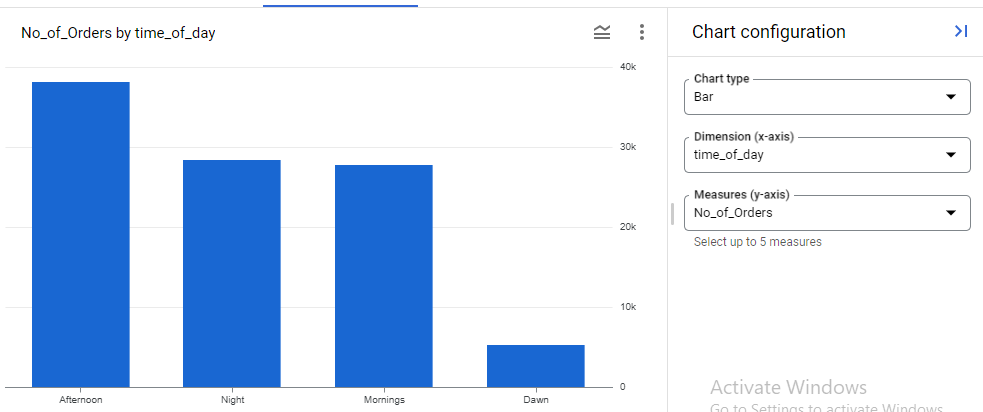 No_of_Orders by time_of_day
40k
30k
20k
10k
0
Afternoon
Night
Mornings
Dawn
Chart configuration
Chart type
Bar
Dimension (x-axis)
time_of_day
Measures (y-axis)
No_of_Orders
Select up to 5 measures
Activate Windows
Go to Settings to activate Windows.